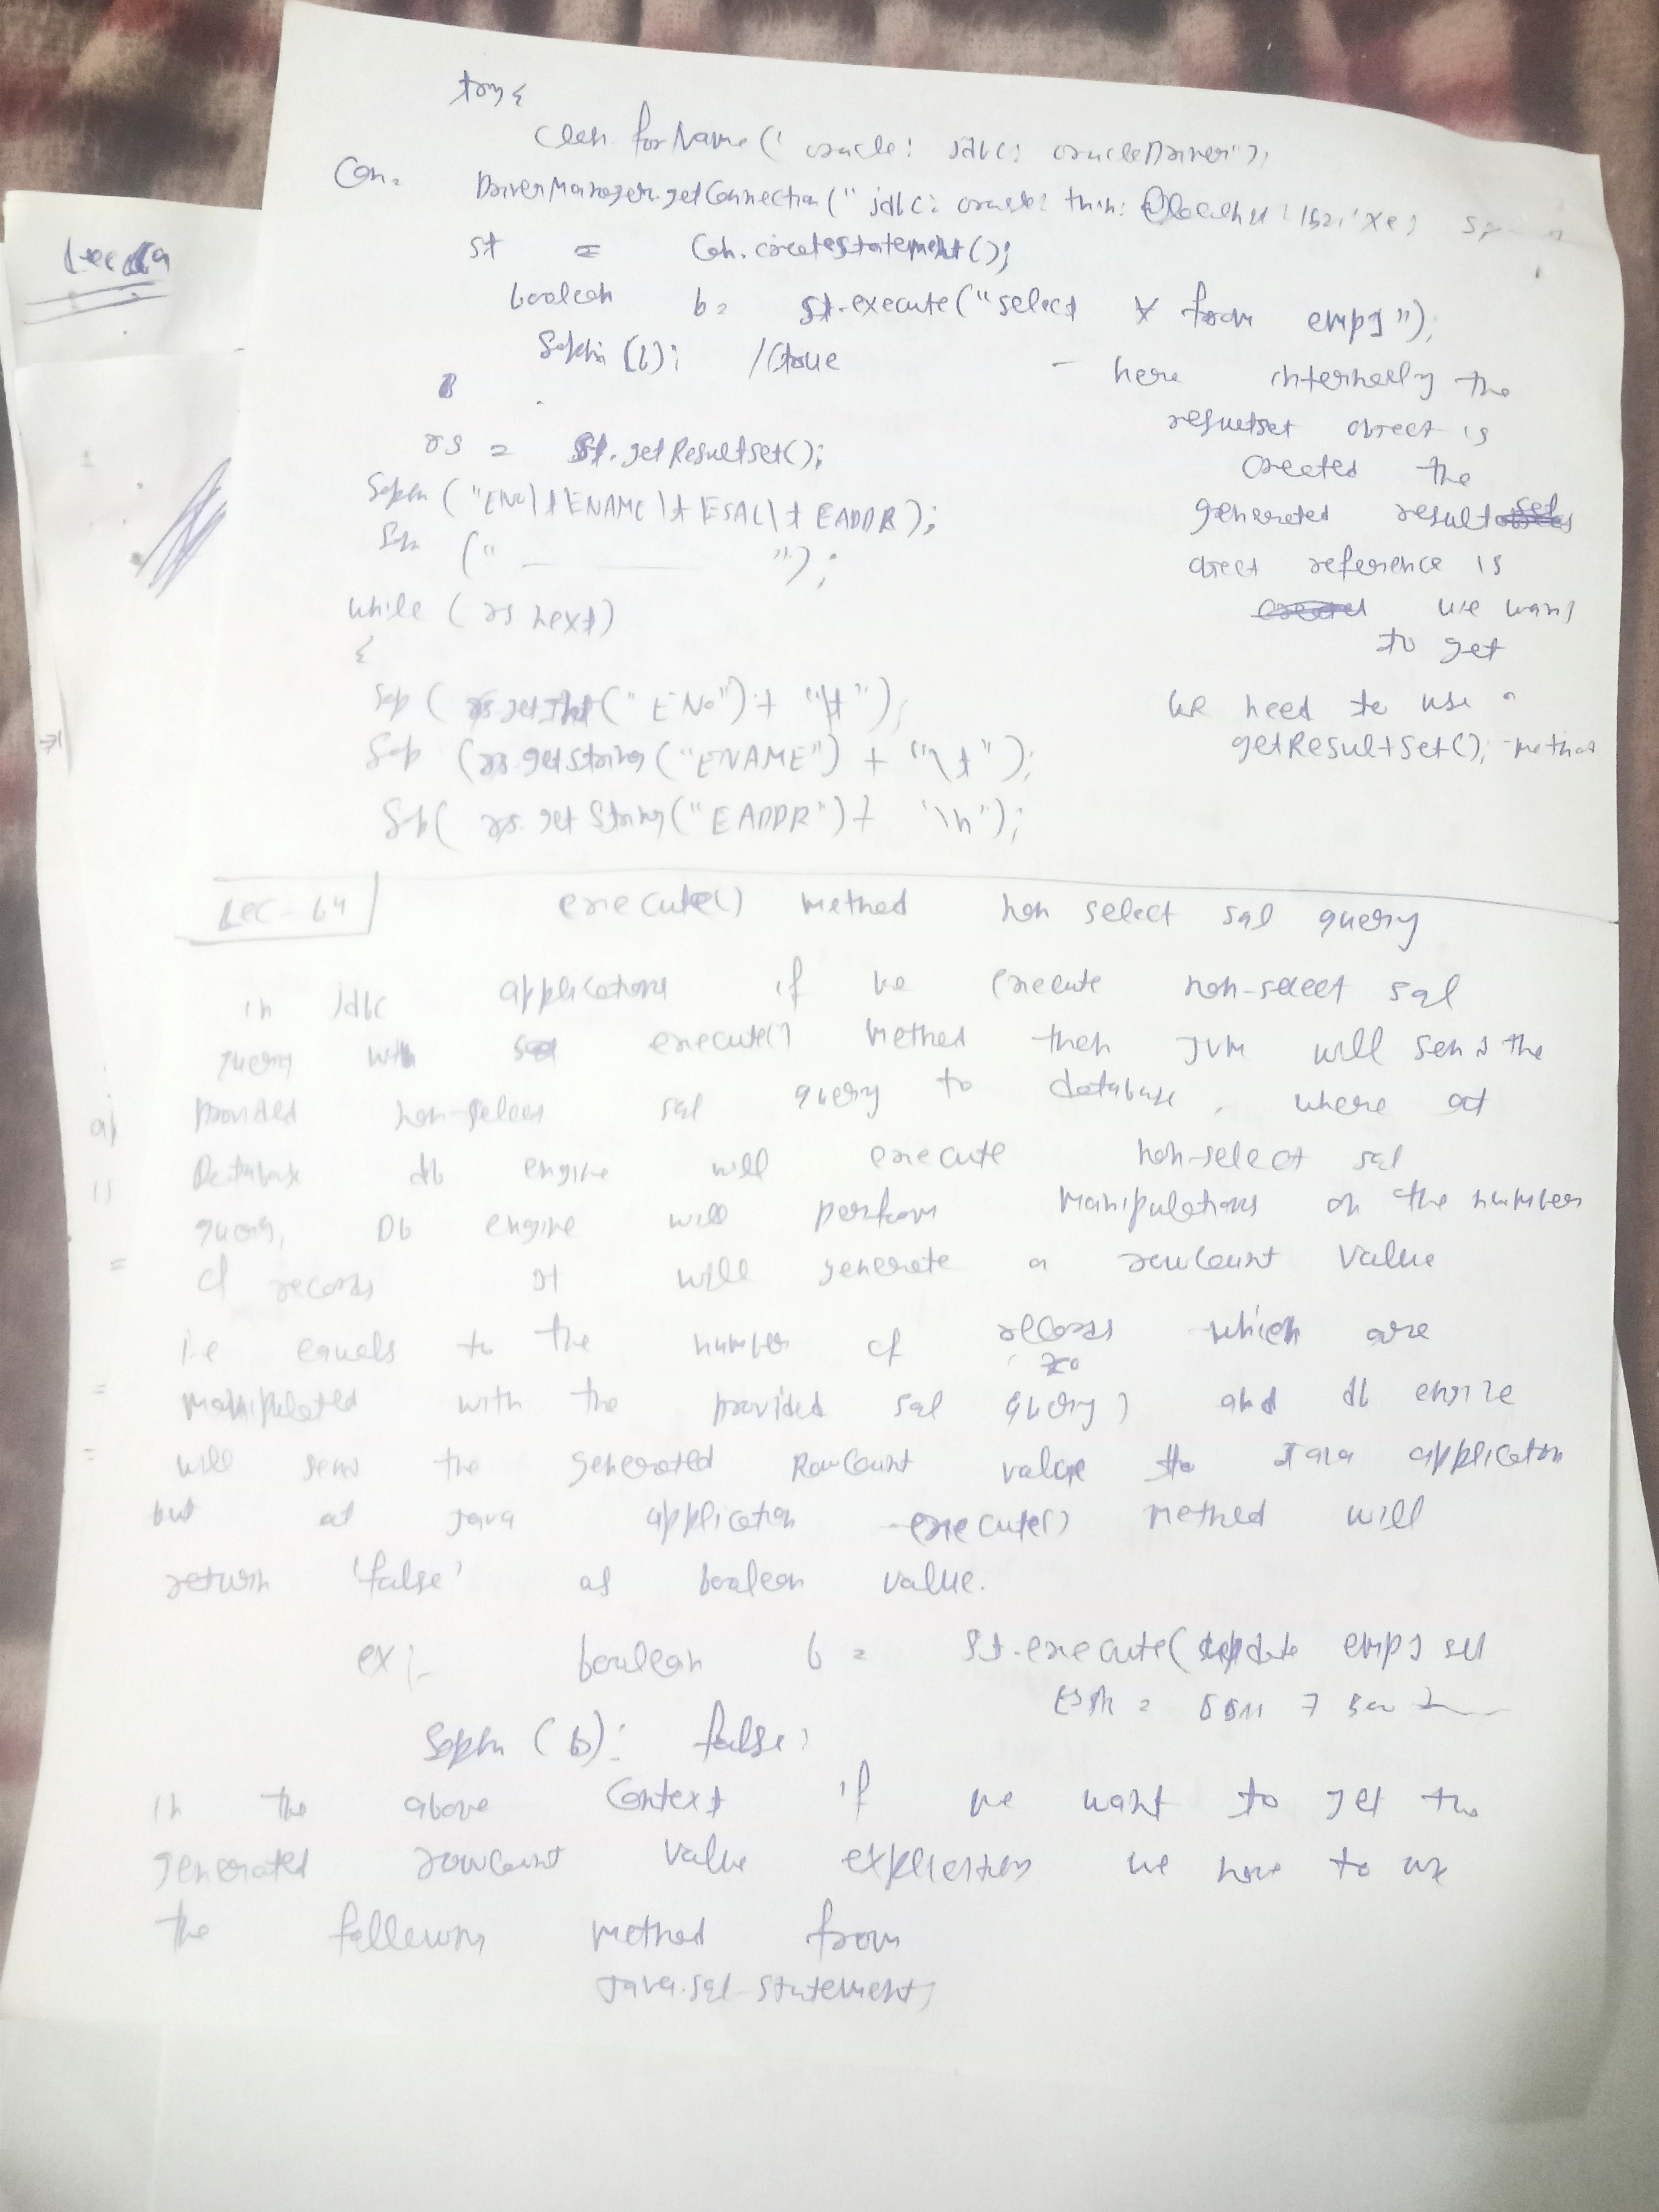 try{
Class.forName(' oracle: jdbc: oracleDriver");
Con = DriverManager.getConnection(" jdbc: oracle: thin: @localhost: 1521: xe;
st = Con.createstatement();
boolean b = st.execute("select * from emp1");
Sopln (b); //true
- here internally the
resultset object is
created the
generated result
object reference is
we want
to get
we need to use a
getResultSet(); method
rs = st.getResultset();
Sopln ("ENO\t ENAME \t ESAL\t EADDR);
Sopln (" — ——— ");
while ( rs next)
{
Sop ( rs.getInt(" ENo") + "\t" );
Sop (rs.getString("ENAME") + "\t" );
Sop( rs. get String("EADDR") + '\n");
Lec - 64 execute() method non select sql query
in jdbc applications if we execute non-select sql
query with execute() method then JVM will send the
provided non-select sql query to database, where at
Database db engine will execute non-select sql
query, Db engine will perform manipulations on the number
of records It will generate a rowCount value
i.e equals to the number of records which are
manipulated with the provided sql query) and db engine
will send the generated RowCount value to Java application
but at java application execute() method will
return 'false' as boolean value.
ex :- boolean b = St.execute( update emp1 set
Sopln (b): false;
in the above Context if we want to get the
generated rowcount value explicitly we have to use
the following method from
Java.sql-statement;